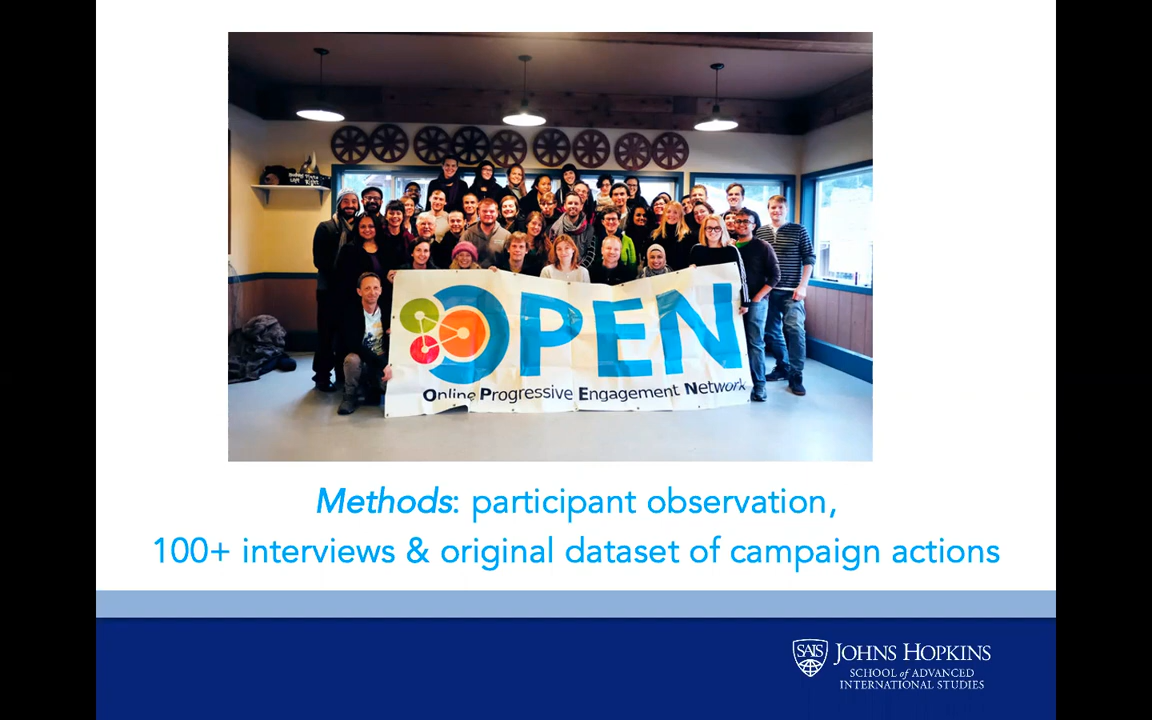 OPEN
Online Progressive Engagement Network
Methods: participant observation,
100+ interviews & original dataset of campaign actions
SAIS
JOHNS HOPKINS
SCHOOL of ADVANCED
INTERNATIONAL STUDIES